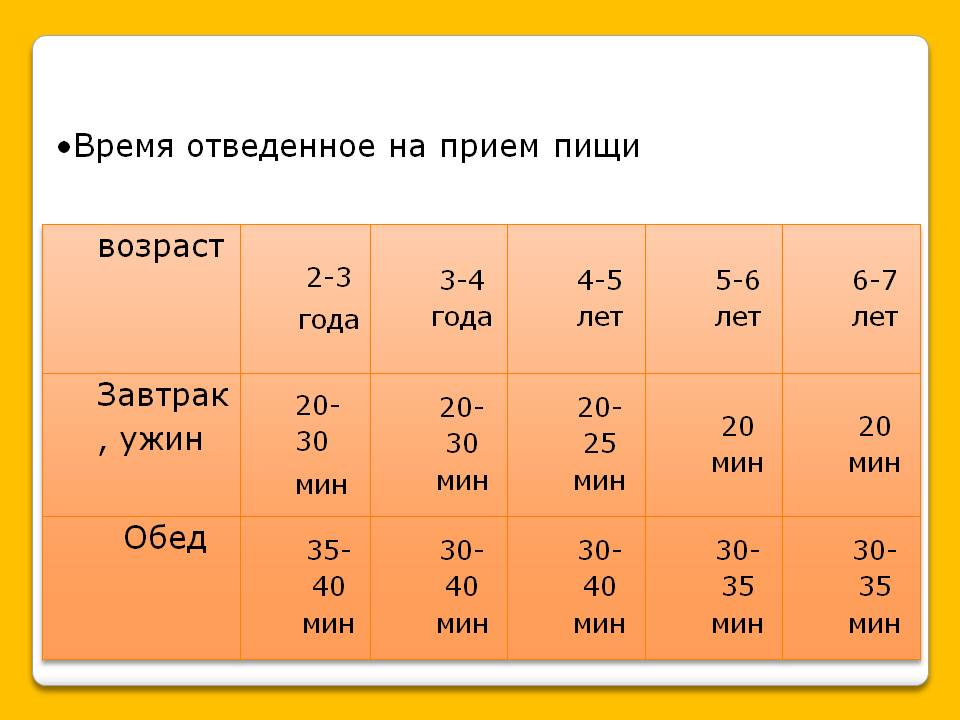 •Время отведенное на прием пищи
возраст
2-3
года
3-4
года
4-5
лет
5-6
лет
6-7
лет
Завтрак
, ужин
20-
30
мин
20-
30
мин
20-
25
мин
20
мин
20
мин
Обед
35-
40
мин
30-
40
мин
30-
40
мин
30-
35
мин
30-
35
мин